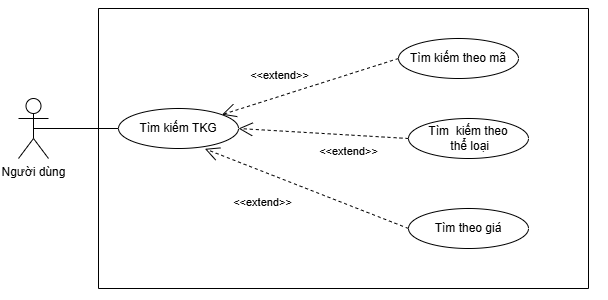 Tìm kiếm theo mã
<<extend>>
Tìm kiếm TKG
Tìm kiếm theo
thể loại
<<extend>>
Người dùng
<<extend>>
Tìm theo giá